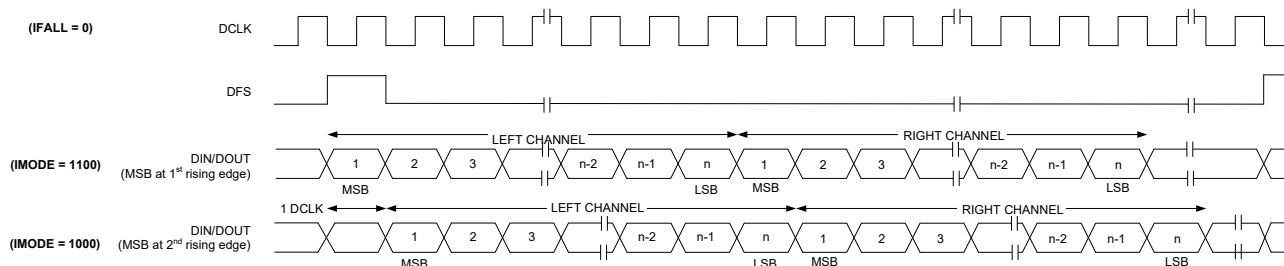 (IFALL = 0) DCLK
DFS
LEFT CHANNEL RIGHT CHANNEL
(IMODE = 1100) DIN/DOUT (MSB at 1st rising edge) 1 2 3 n-2 n-1 n 1 2 3 n-2 n-1 n
MSB LSB MSB LSB
1 DCLK LEFT CHANNEL RIGHT CHANNEL
(IMODE = 1000) DIN/DOUT (MSB at 2nd rising edge) 1 2 3 n-2 n-1 n 1 2 3 n-2 n-1 n
MSB LSB MSB LSB